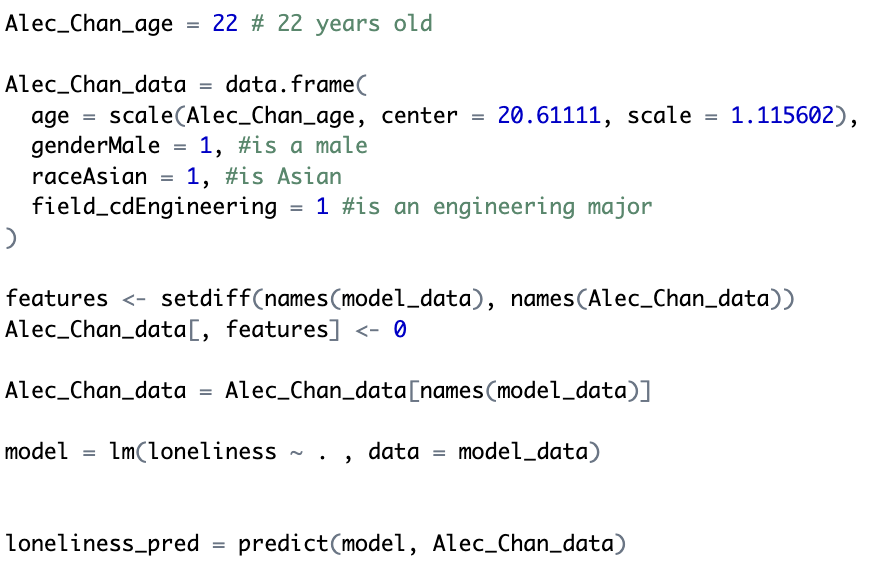 Alec_Chan_age = 22 # 22 years old
Alec_Chan_data = data.frame(
age = scale(Alec_Chan_age, center = 20.61111, scale = 1.115602),
genderMale = 1, #is a male
raceAsian = 1, #is Asian
field_cdEngineering = 1 #is an engineering major
)
features <- setdiff(names(model_data), names(Alec_Chan_data))
Alec_Chan_data[, features] <- 0
Alec_Chan_data = Alec_Chan_data[names(model_data)]
model = lm(loneliness ~ . , data = model_data)
loneliness_pred = predict(model, Alec_Chan_data)